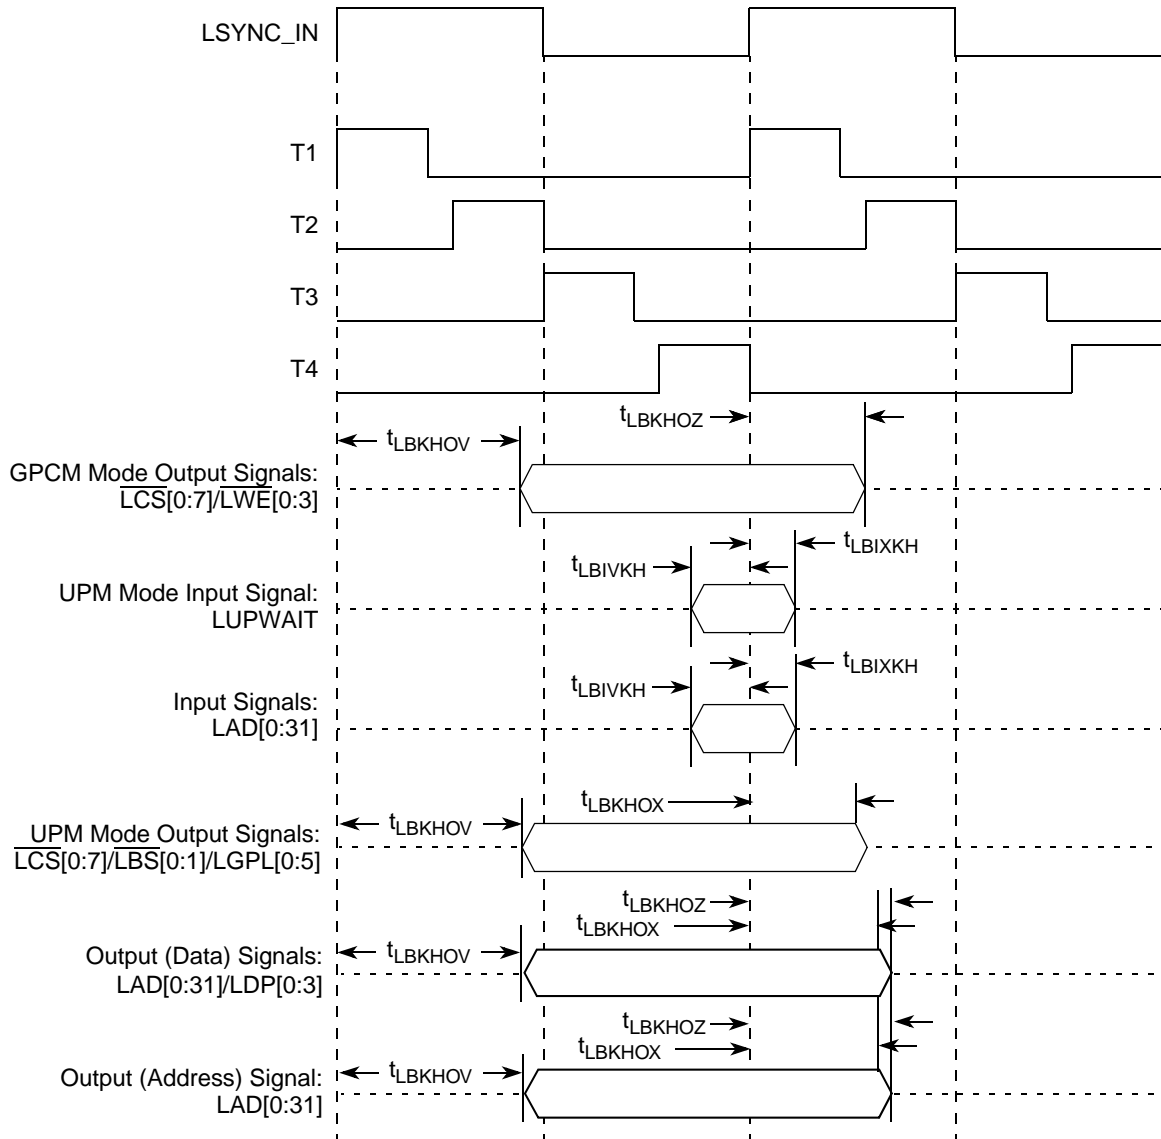 LSYNC_IN
T1
T2
T3
T4
tLBKHOZ
tLBKHOV
GPCM Mode Output Signals:
LCS[0:7]/LWE[0:3]
tLBIXKH
tLBIVKH
UPM Mode Input Signal:
LUPWAIT
tLBIXKH
tLBIVKH
Input Signals:
LAD[0:31]
tLBKHOX
tLBKHOV
UPM Mode Output Signals:
LCS[0:7]/LBS[0:1]/LGPL[0:5]
tLBKHOZ
tLBKHOX
tLBKHOV
Output (Data) Signals:
LAD[0:31]/LDP[0:3]
tLBKHOZ
tLBKHOX
tLBKHOV
Output (Address) Signal:
LAD[0:31]